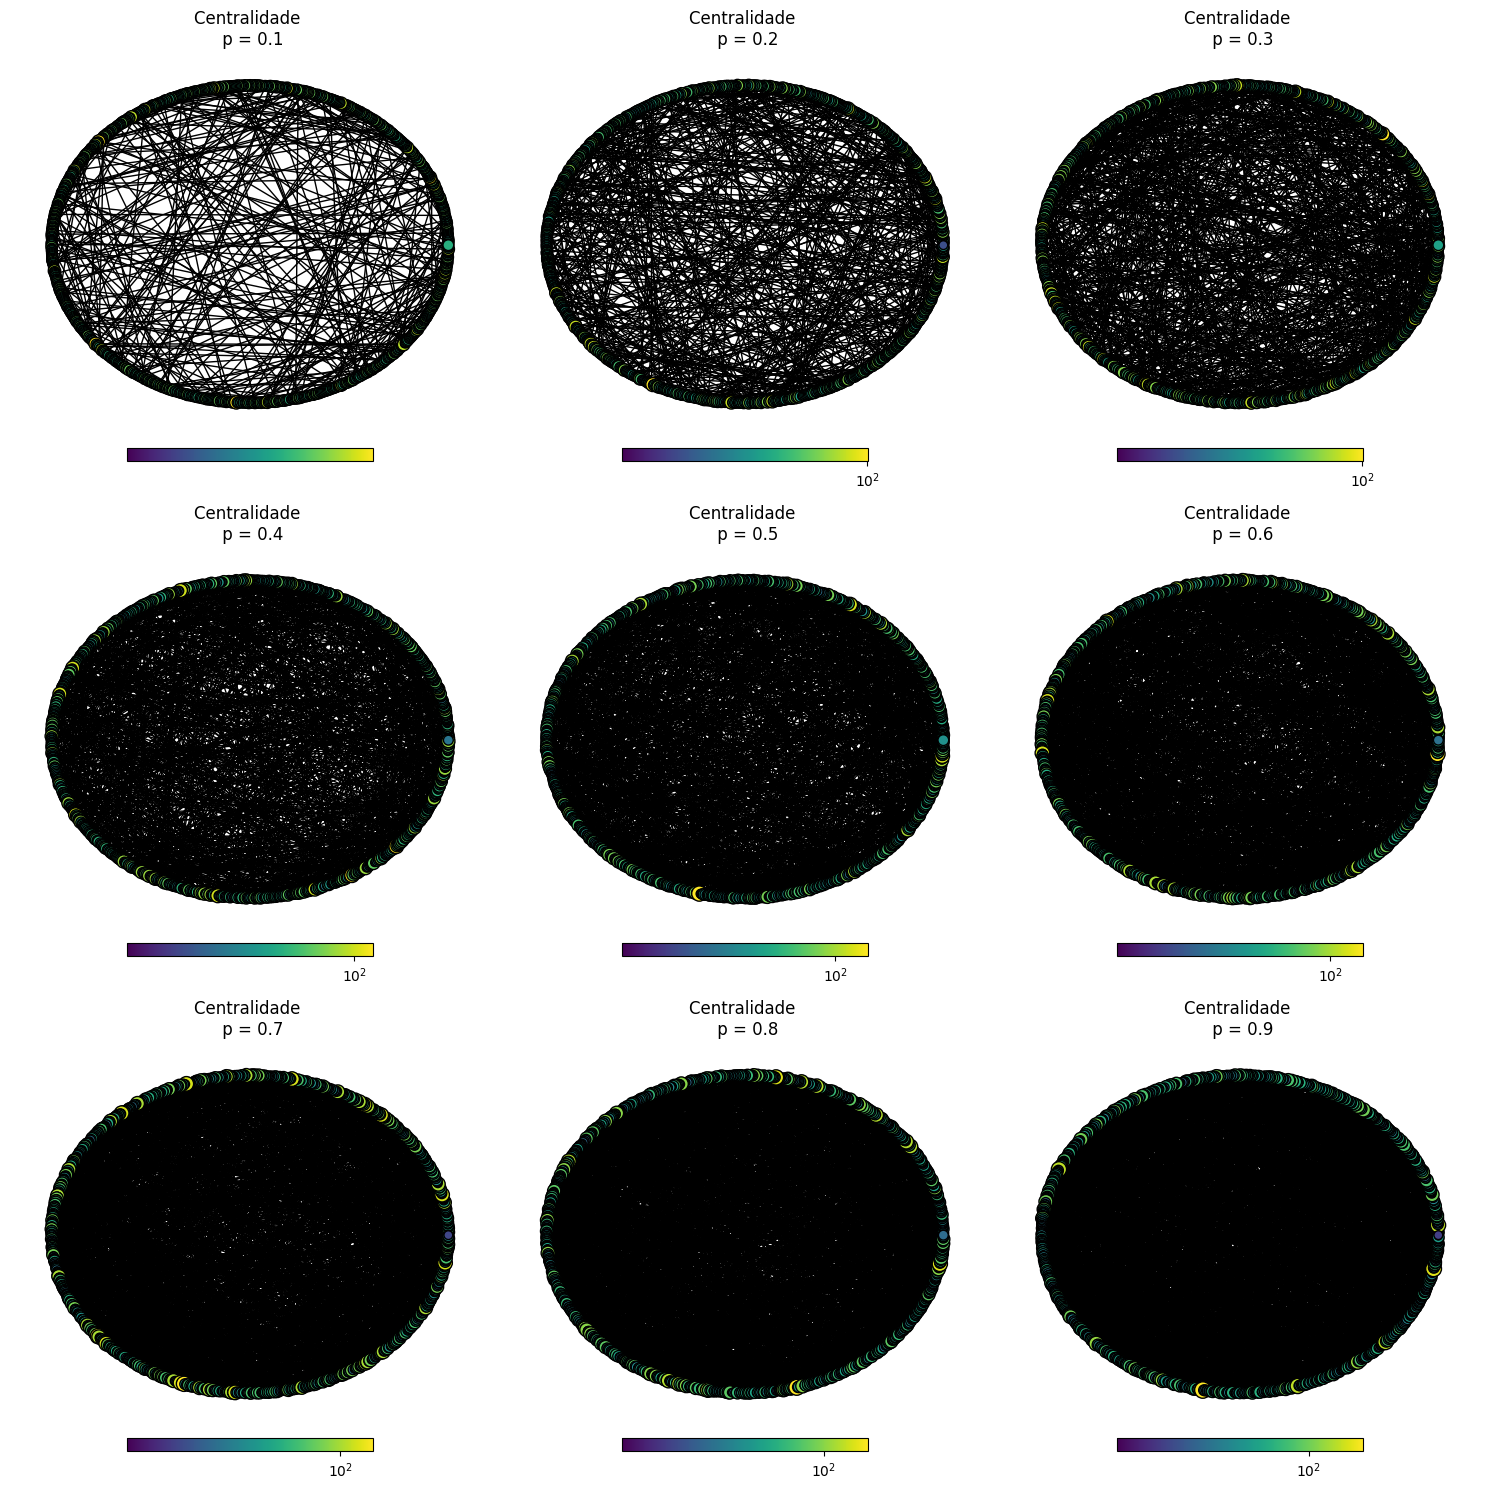 Centralidade
p = 0.1
Centralidade
p = 0.2
Centralidade
p = 0.3
10²
10²
Centralidade
p = 0.4
Centralidade
p = 0.5
Centralidade
p = 0.6
10²
10²
10²
Centralidade
p = 0.7
Centralidade
p = 0.8
Centralidade
p = 0.9
10²
10²
10²